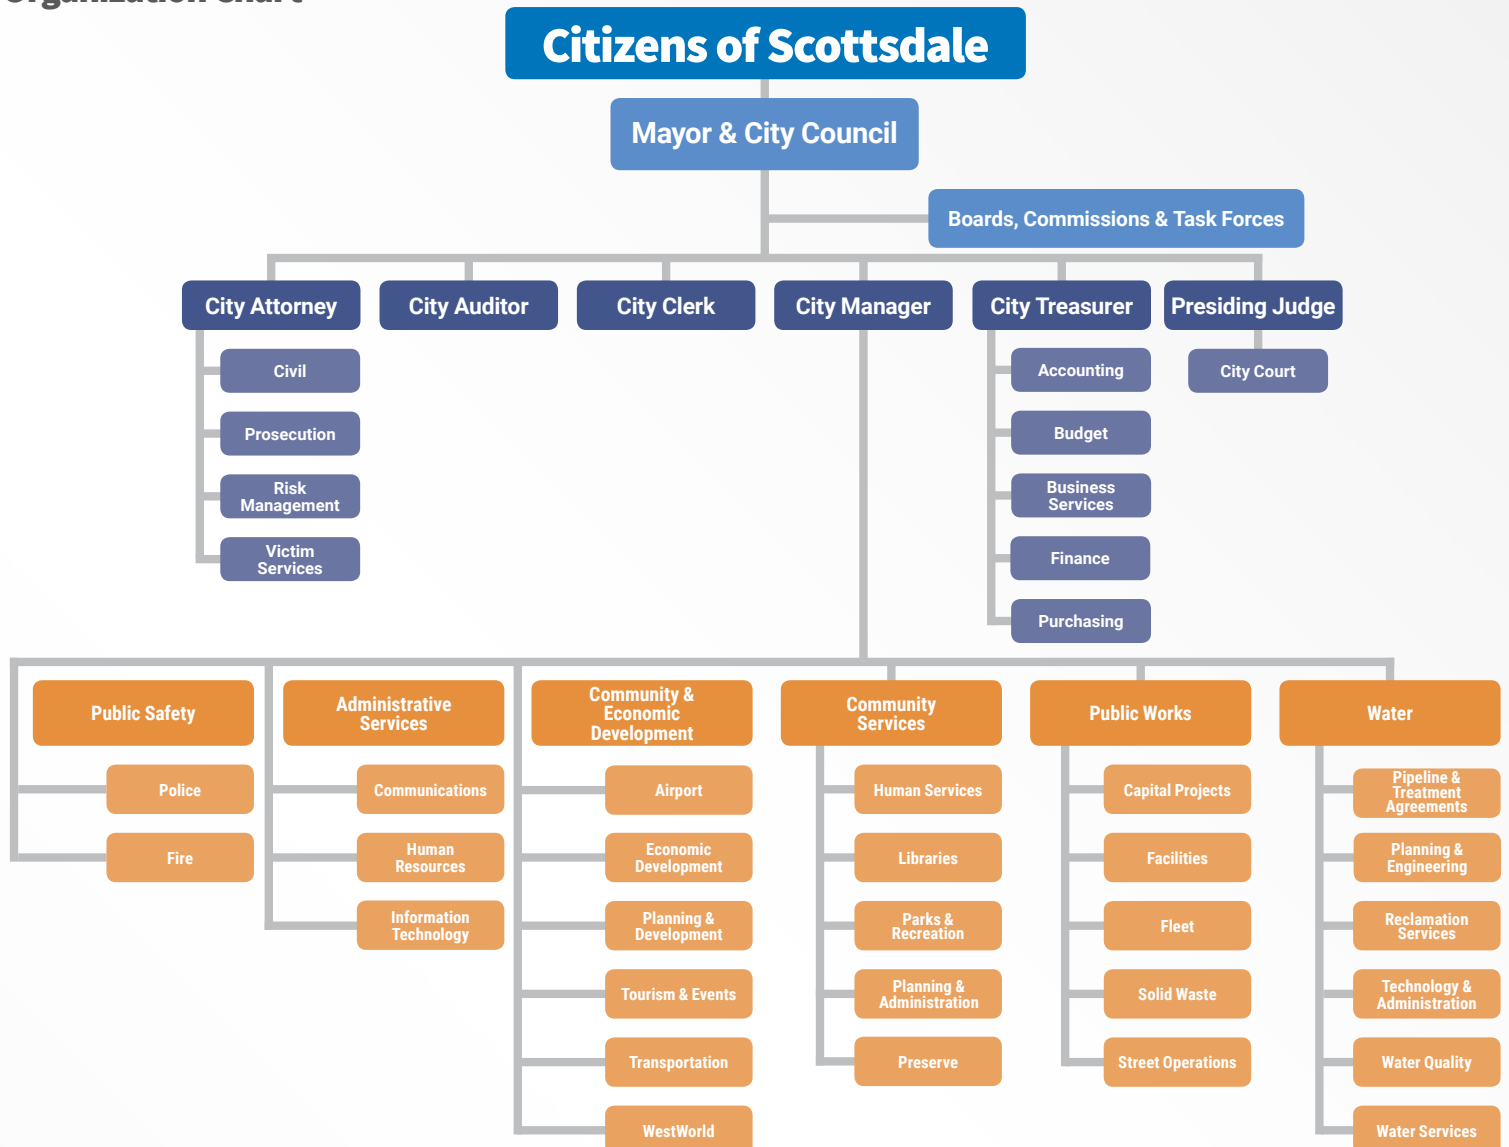 Organization Chart
Citizens of Scottsdale
Mayor & City Council
Boards, Commissions & Task Forces
City Attorney
City Auditor
City Clerk
City Manager
City Treasurer
Presiding Judge
Civil
Prosecution
Risk
Management
Victim
Services
Accounting
Budget
Business
Services
Finance
Purchasing
City Court
Public Safety
Police
Fire
Administrative
Services
Communications
Human
Resources
Information
Technology
Community &
Economic
Development
Airport
Economic
Development
Planning &
Development
Tourism & Events
Transportation
WestWorld
Community
Services
Human Services
Libraries
Parks &
Recreation
Planning &
Administration
Preserve
Public Works
Capital Projects
Facilities
Fleet
Solid Waste
Street Operations
Water
Pipeline &
Treatment
Agreements
Planning &
Engineering
Reclamation
Services
Technology &
Administration
Water Quality
Water Services